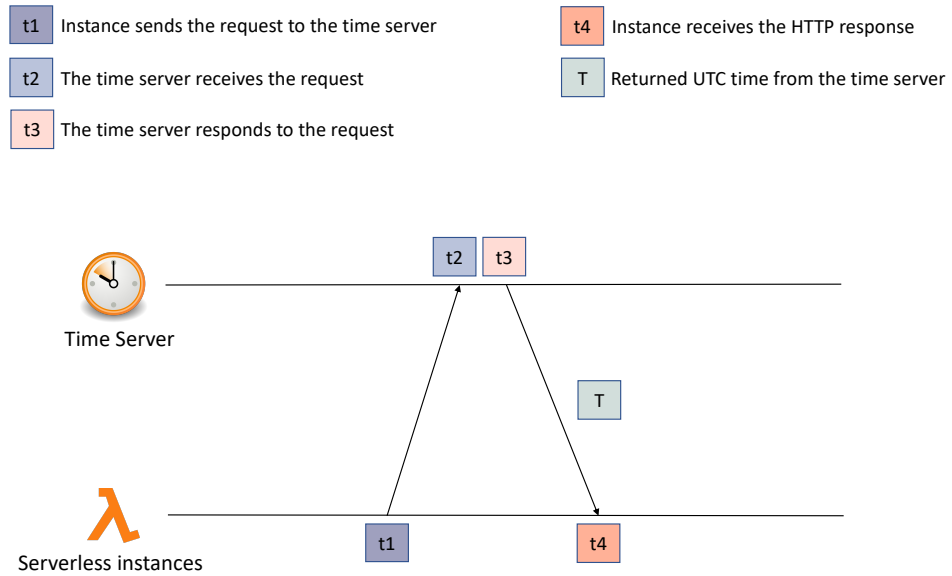 t1 Instance sends the request to the time server
t4 Instance receives the HTTP response
t2 The time server receives the request
T Returned UTC time from the time server
t3 The time server responds to the request
t2 t3
Time Server
T
λ
t1 t4
Serverless instances